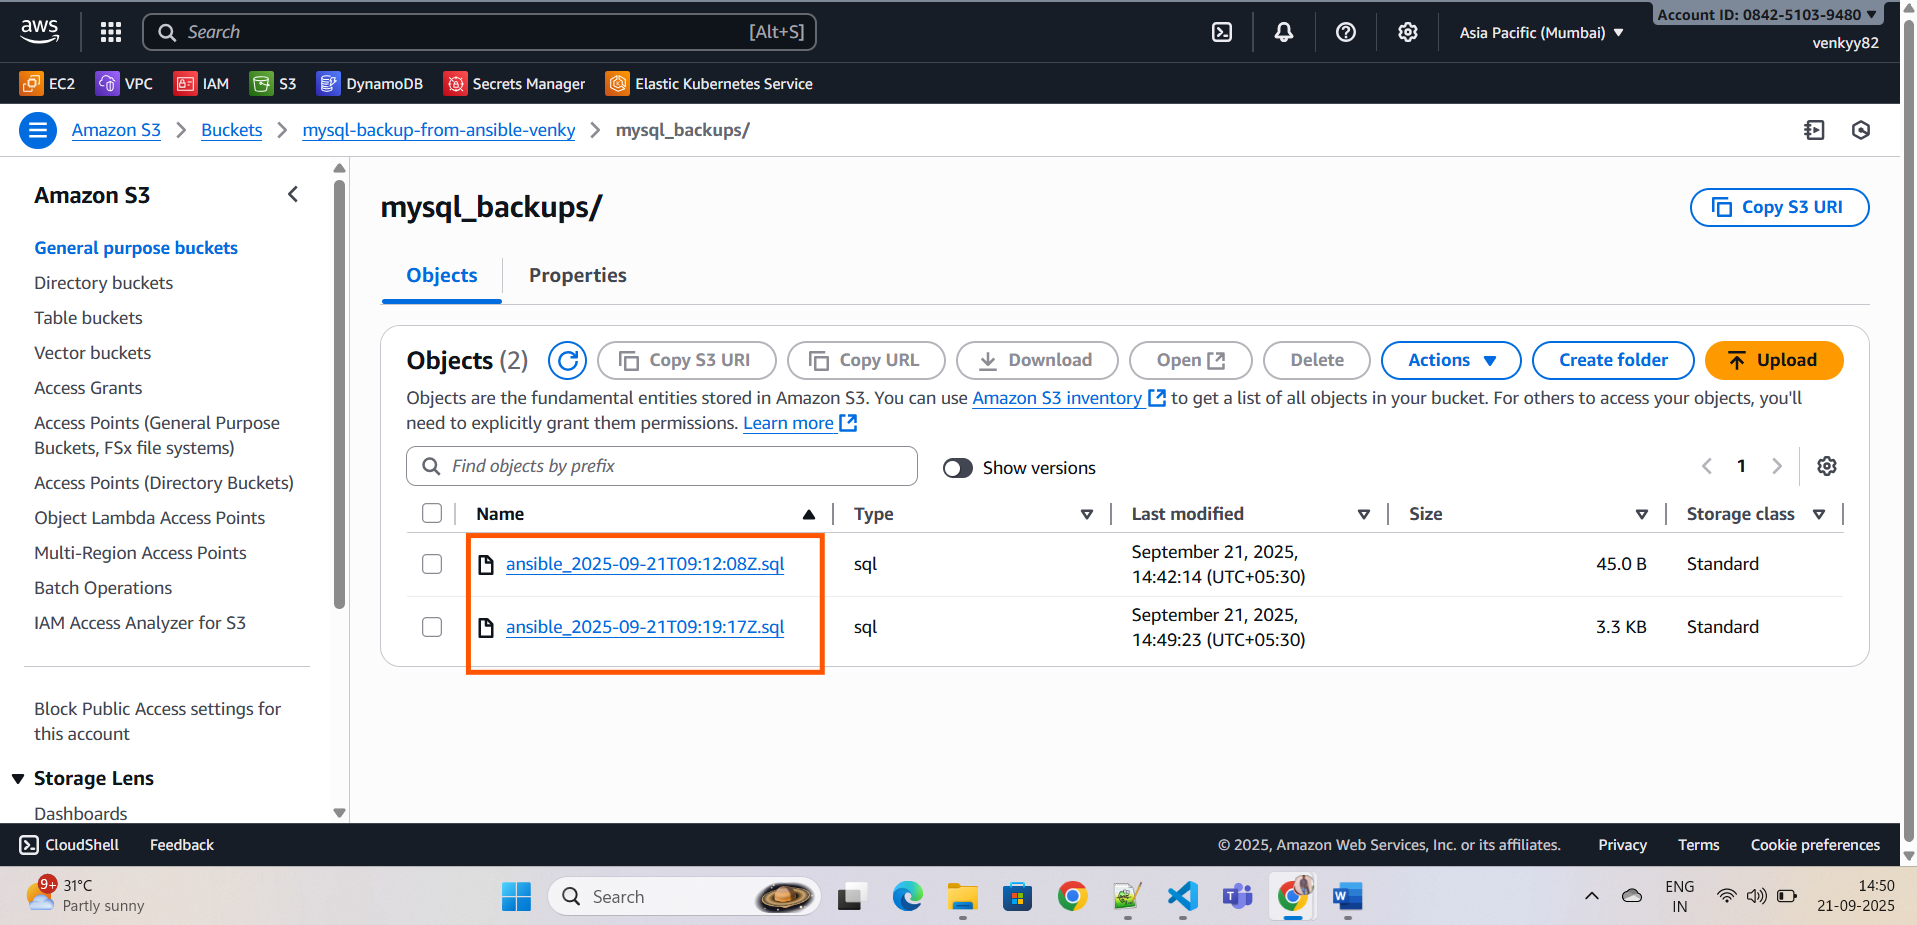 aws
Search
[Alt+S]
Asia Pacific (Mumbai)
Account ID: 0842-5103-9480
venkyy82
EC2
VPC
IAM
S3
DynamoDB
Secrets Manager
Elastic Kubernetes Service
Amazon S3
Buckets
mysql-backup-from-ansible-venky
mysql_backups/
Amazon S3
General purpose buckets
Directory buckets
Table buckets
Vector buckets
Access Grants
Access Points (General Purpose
Buckets, FSx file systems)
Access Points (Directory Buckets)
Object Lambda Access Points
Multi-Region Access Points
Batch Operations
IAM Access Analyzer for S3
Block Public Access settings for
this account
Storage Lens
Dashboards
mysql_backups/
Copy S3 URI
Objects
Properties
Objects (2)
Copy S3 URI
Copy URL
Download
Open
Delete
Actions
Create folder
Upload
Objects are the fundamental entities stored in Amazon S3. You can use Amazon S3 inventory to get a list of all objects in your bucket. For others to access your objects, you'll
need to explicitly grant them permissions. Learn more
Find objects by prefix
Show versions
1
Name
Type
Last modified
Size
Storage class
ansible_2025-09-21T09:12:08Z.sql
sql
September 21, 2025,
14:42:14 (UTC+05:30)
45.0 B
Standard
ansible_2025-09-21T09:19:17Z.sql
sql
September 21, 2025,
14:49:23 (UTC+05:30)
3.3 KB
Standard
CloudShell
Feedback
© 2025, Amazon Web Services, Inc. or its affiliates.
Privacy
Terms
Cookie preferences
9+
31°C
Partly sunny
Search
W
ENG
IN
14:50
21-09-2025